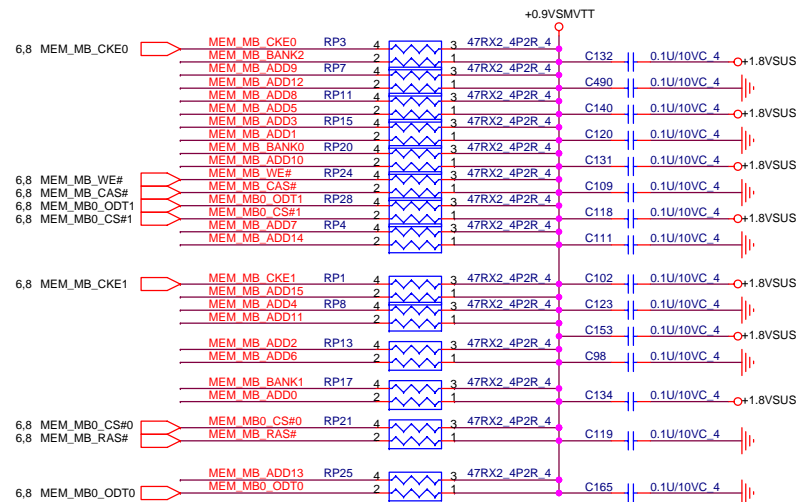 +0.9VSMVTT
6,8 MEM_MB_CKE0 MEM_MB_CKE0 RP3 4 3 47RX2_4P2R_4
MEM_MB_BANK2 2 1 C132 0.1U/10VC_4 +1.8VSUS
MEM_MB_ADD9 RP7 4 3 47RX2_4P2R_4
MEM_MB_ADD12 2 1 C490 0.1U/10VC_4
MEM_MB_ADD8 RP11 4 3 47RX2_4P2R_4
MEM_MB_ADD5 2 1 C140 0.1U/10VC_4 +1.8VSUS
MEM_MB_ADD3 RP15 4 3 47RX2_4P2R_4
MEM_MB_ADD1 2 1 C120 0.1U/10VC_4
MEM_MB_BANK0 RP20 4 3 47RX2_4P2R_4
MEM_MB_ADD10 2 1 C131 0.1U/10VC_4 +1.8VSUS
6,8 MEM_MB_WE# MEM_MB_WE# RP24 4 3 47RX2_4P2R_4
6,8 MEM_MB_CAS# MEM_MB_CAS# 2 1 C109 0.1U/10VC_4
6,8 MEM_MB0_ODT1 MEM_MB0_ODT1 RP28 4 3 47RX2_4P2R_4
6,8 MEM_MB0_CS#1 MEM_MB0_CS#1 2 1 C118 0.1U/10VC_4 +1.8VSUS
MEM_MB_ADD7 RP4 4 3 47RX2_4P2R_4
MEM_MB_ADD14 2 1 C111 0.1U/10VC_4
6,8 MEM_MB_CKE1 MEM_MB_CKE1 RP1 4 3 47RX2_4P2R_4 C102 0.1U/10VC_4 +1.8VSUS
MEM_MB_ADD15 2 1
MEM_MB_ADD4 RP8 4 3 47RX2_4P2R_4 C123 0.1U/10VC_4
MEM_MB_ADD11 2 1
C153 0.1U/10VC_4 +1.8VSUS
MEM_MB_ADD2 RP13 4 3 47RX2_4P2R_4
MEM_MB_ADD6 2 1 C98 0.1U/10VC_4
MEM_MB_BANK1 RP17 4 3 47RX2_4P2R_4
MEM_MB_ADD0 2 1 C134 0.1U/10VC_4 +1.8VSUS
6,8 MEM_MB0_CS#0 MEM_MB0_CS#0 RP21 4 3 47RX2_4P2R_4
6,8 MEM_MB_RAS# MEM_MB_RAS# 2 1 C119 0.1U/10VC_4
MEM_MB_ADD13 RP25 4 3 47RX2_4P2R_4
6,8 MEM_MB0_ODT0 MEM_MB0_ODT0 2 1 C165 0.1U/10VC_4